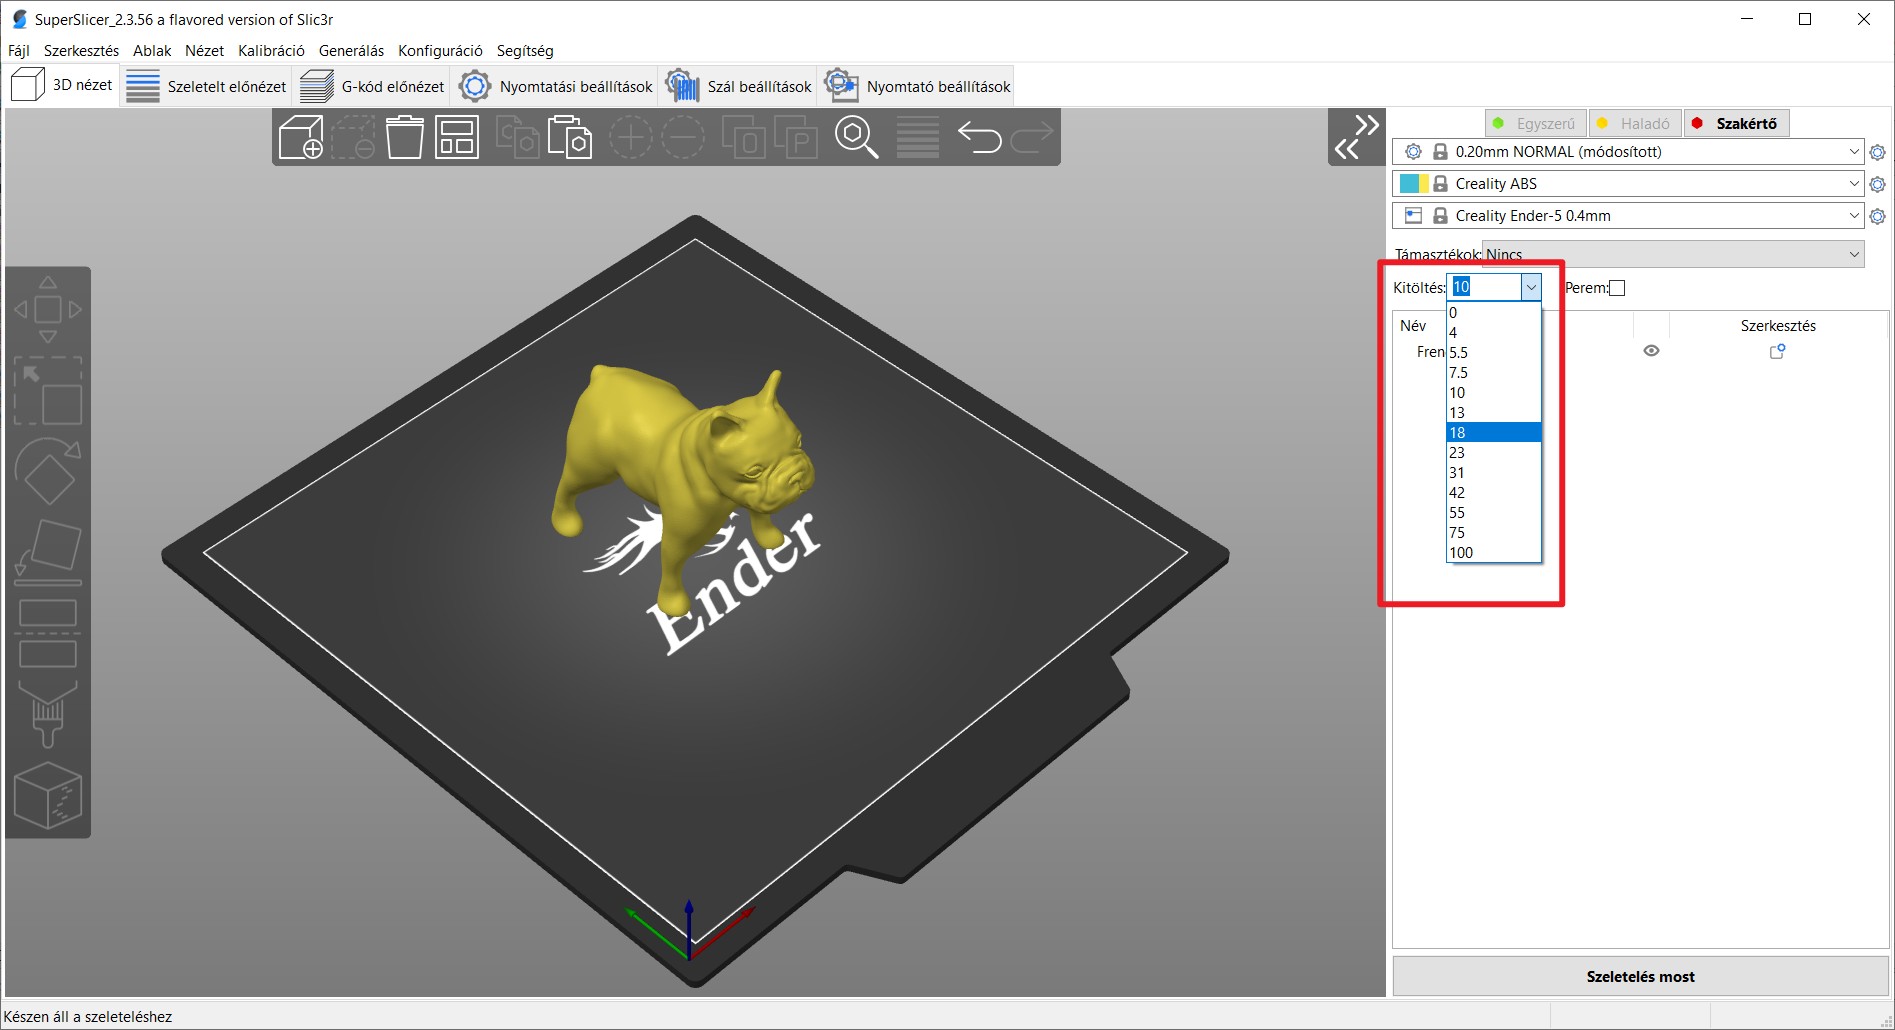 SuperSlicer_2.3.56 a flavored version of Slic3r
Fájl Szerkesztés Ablak Nézet Kalibráció Generálás Konfiguráció Segítség
3D nézet Szeletelt előnézet G-kód előnézet Nyomtatási beállítások Szál beállítások Nyomtató beállítások
Egyszerű Haladó Szakértő
0.20mm NORMAL (módosított)
Creality ABS
Creality Ender-5 0.4mm
Támasztékok: Nincs
Kitöltés: 10 Perem:
Név Szerkesztés
Fren
0
4
5.5
7.5
10
13
18
23
31
42
55
75
100
Ender
Szeletelés most
Készen áll a szeleteléshez